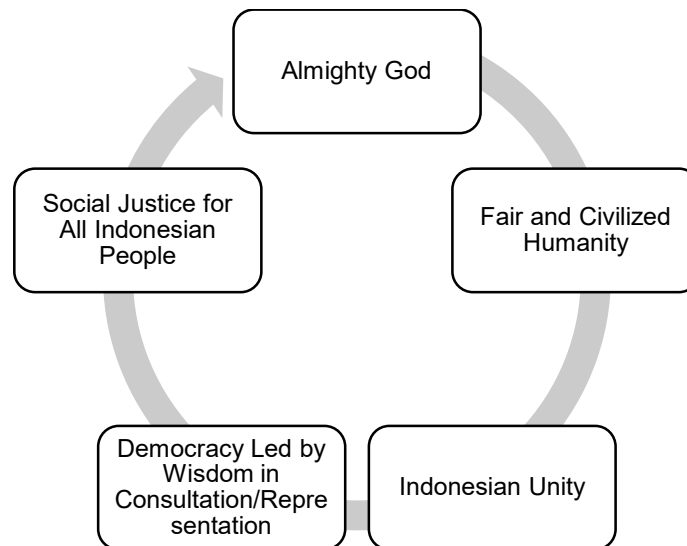 Almighty God
Fair and Civilized
Humanity
Indonesian Unity
Democracy Led by
Wisdom in
Consultation/Repre
sentation
Social Justice for
All Indonesian
People